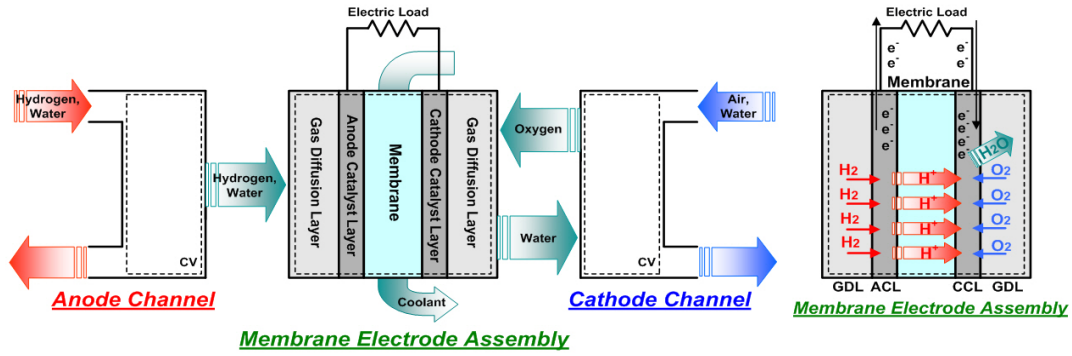 Hydrogen,
Water
CV
Anode Channel
Hydrogen,
Water
Electric Load
Gas Diffusion Layer
Anode Catalyst Layer
Membrane
Cathode Catalyst Layer
Gas Diffusion Layer
Coolant
Membrane Electrode Assembly
Oxygen
Water
Air,
Water
CV
Cathode Channel
Electric Load
e-
e-
e-
e-
Membrane
e-
e-
e-
e-
e-
e-
e-
H2O
H2
H2
H2
H2
H+
H+
H+
H+
O2
O2
O2
O2
GDL ACL CCL GDL
Membrane Electrode Assembly